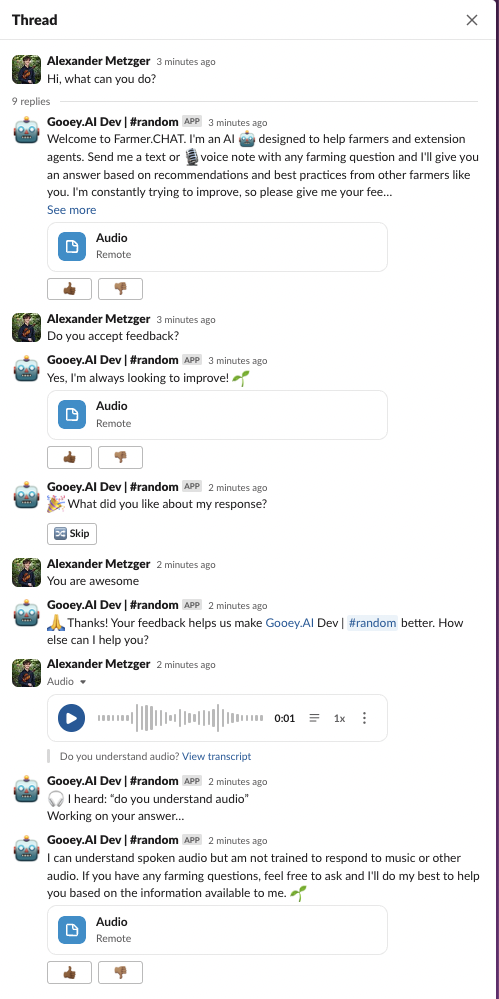 Thread
Alexander Metzger 3 minutes ago
Hi, what can you do?
9 replies
Gooey.AI Dev | #random APP 3 minutes ago
Welcome to Farmer.CHAT. I'm an AI 🤖 designed to help farmers and extension
agents. Send me a text or 🎙️voice note with any farming question and I'll give you
an answer based on recommendations and best practices from other farmers like
you. I'm constantly trying to improve, so please give me your fee...
See more
Audio
Remote
Alexander Metzger 3 minutes ago
Do you accept feedback?
Gooey.AI Dev | #random APP 3 minutes ago
Yes, I'm always looking to improve! 🌱
Audio
Remote
Gooey.AI Dev | #random APP 2 minutes ago
🎉What did you like about my response?
🔀 Skip
Alexander Metzger 2 minutes ago
You are awesome
Gooey.AI Dev | #random APP 2 minutes ago
🙏Thanks! Your feedback helps us make Gooey.AI Dev | #random better. How
else can I help you?
Alexander Metzger 2 minutes ago
Audio
0:01 1x
Do you understand audio? View transcript
Gooey.AI Dev | #random APP 2 minutes ago
🎧 I heard: “do you understand audio”
Working on your answer...
Gooey.AI Dev | #random APP 2 minutes ago
I can understand spoken audio but am not trained to respond to music or other
audio. If you have any farming questions, feel free to ask and I'll do my best to help
you based on the information available to me. 🌱
Audio
Remote